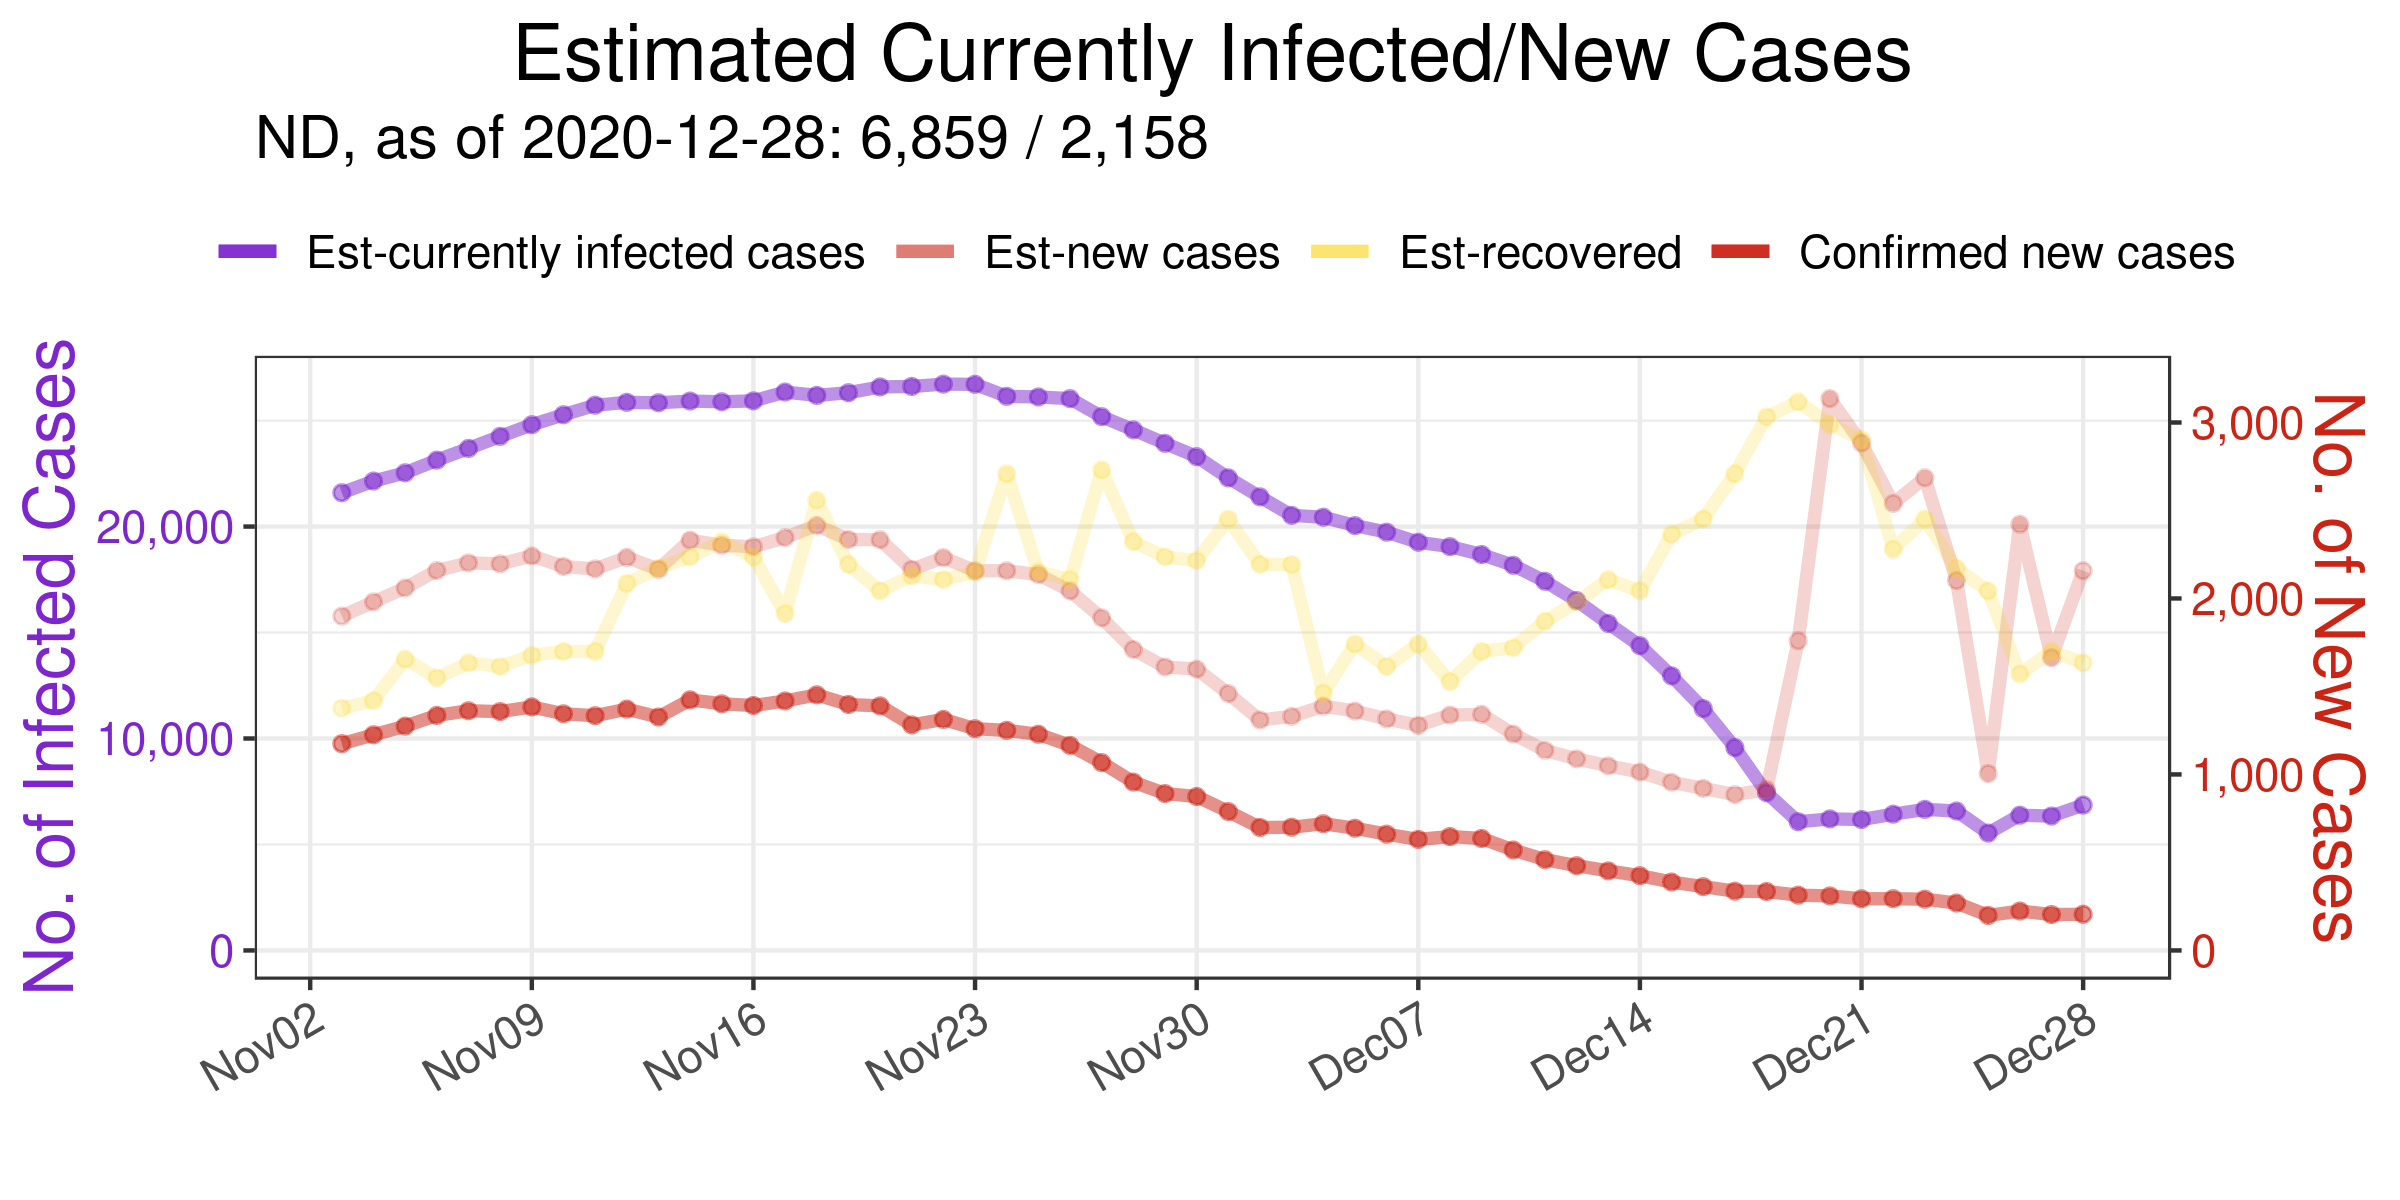 Estimated Currently Infected/New Cases
ND, as of 2020-12-28: 6,859 / 2,158
Est-currently infected cases Est-new cases Est-recovered Confirmed new cases
No. of Infected Cases
20,000
10,000
0
3,000
2,000
1,000
0
No. of New Cases
Nov02 Nov09 Nov16 Nov23 Nov30 Dec07 Dec14 Dec21 Dec28